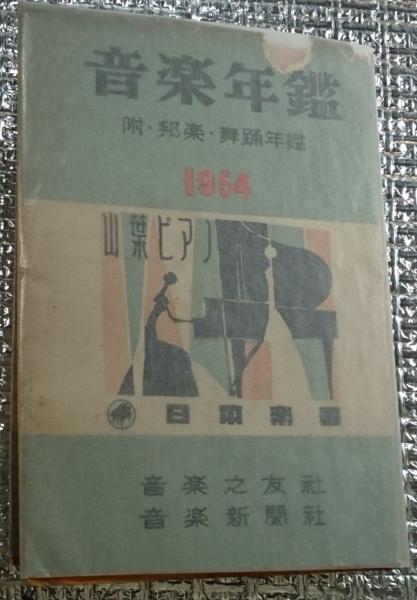 音楽年鑑
附・邦楽・舞踊年鑑
1954
山葉ピアノ
日本楽器
音楽之友社
音楽新聞社